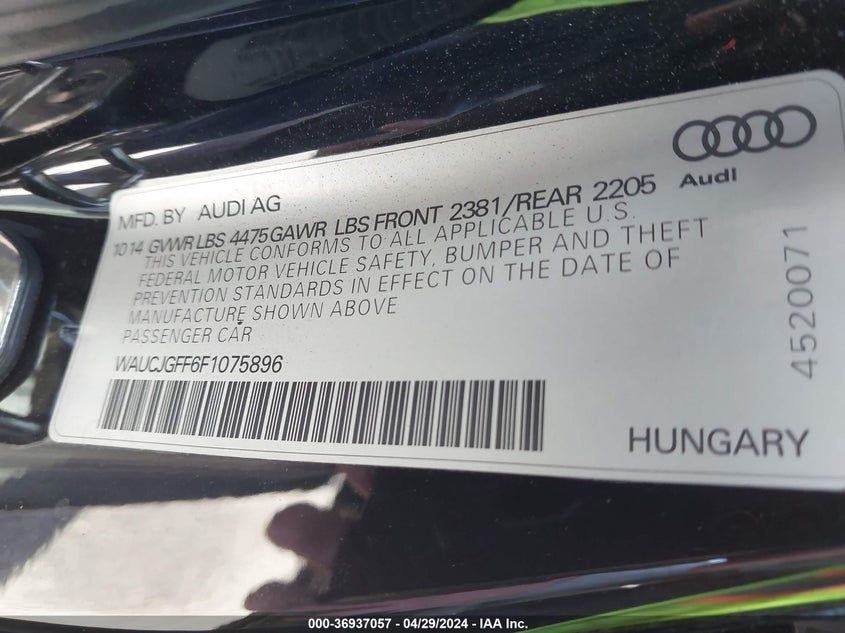 Audi
MFD. BY AUDI AG
1014 GVWR LBS 4475 GAWR LBS FRONT 2381/REAR 2205
THIS VEHICLE CONFORMS TO ALL APPLICABLE U.S.
FEDERAL MOTOR VEHICLE SAFETY, BUMPER AND THEFT
PREVENTION STANDARDS IN EFFECT ON THE DATE OF
MANUFACTURE SHOWN ABOVE
PASSENGER CAR
WAUCJGFF6F1075896
HUNGARY
4520071
000-36937057 - 04/29/2024 - IAA Inc.